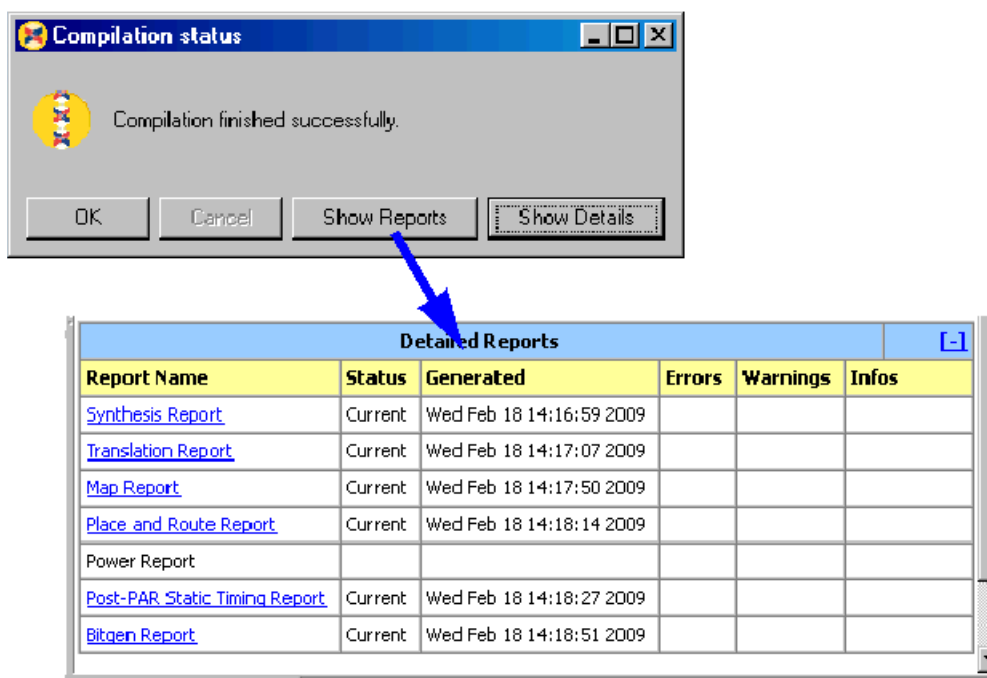 Compilation status
Compilation finished successfully.
OK Cancel Show Reports Show Details
Detailed Reports [-]
Report Name Status Generated Errors Warnings Infos
Synthesis Report Current Wed Feb 18 14:16:59 2009
Translation Report Current Wed Feb 18 14:17:07 2009
Map Report Current Wed Feb 18 14:17:50 2009
Place and Route Report Current Wed Feb 18 14:18:14 2009
Power Report
Post-PAR Static Timing Report Current Wed Feb 18 14:18:27 2009
Bitgen Report Current Wed Feb 18 14:18:51 2009